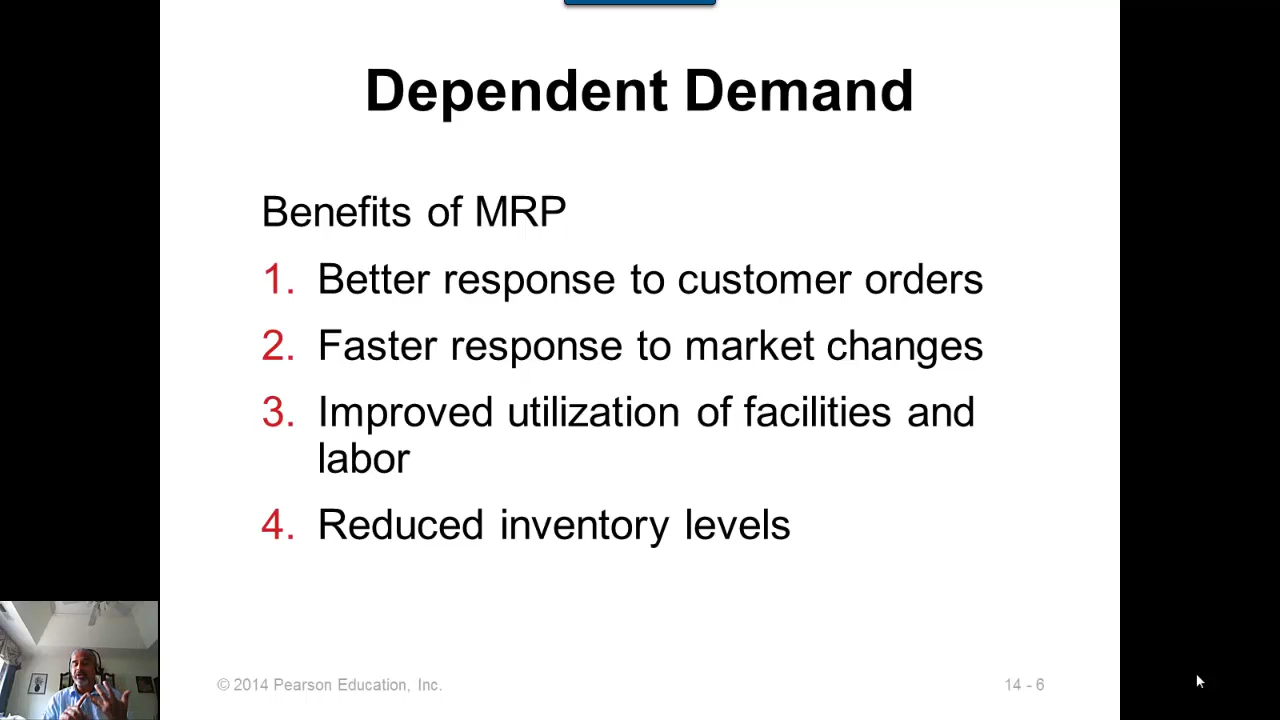 Dependent Demand
Benefits of MRP
1. Better response to customer orders
2. Faster response to market changes
3. Improved utilization of facilities and
labor
4. Reduced inventory levels
© 2014 Pearson Education, Inc.
14 - 6